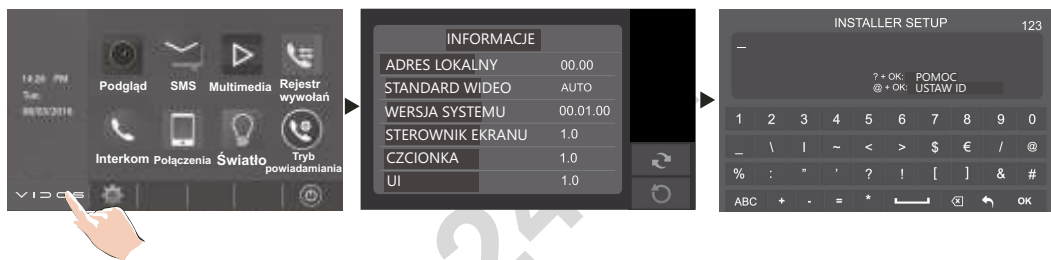 14:29 PM
Tue.
08/03/2016
Podgląd
SMS
Multimedia
Rejestr
wywołań
Interkom
Połączenia
Światło
Tryb
powiadamiania
VIDOS
INFORMACJE
ADRES LOKALNY 00.00
STANDARD WIDEO AUTO
WERSJA SYSTEMU 00.01.00
STEROWNIK EKRANU 1.0
CZCIONKA 1.0
UI 1.0
INSTALLER SETUP 123
_
? + OK: POMOC
@ + OK: USTAW ID
1 2 3 4 5 6 7 8 9 0
_ \ | ~ < > $ € / @
% : " ' ? ! [ ] & #
ABC + - = * OK
24